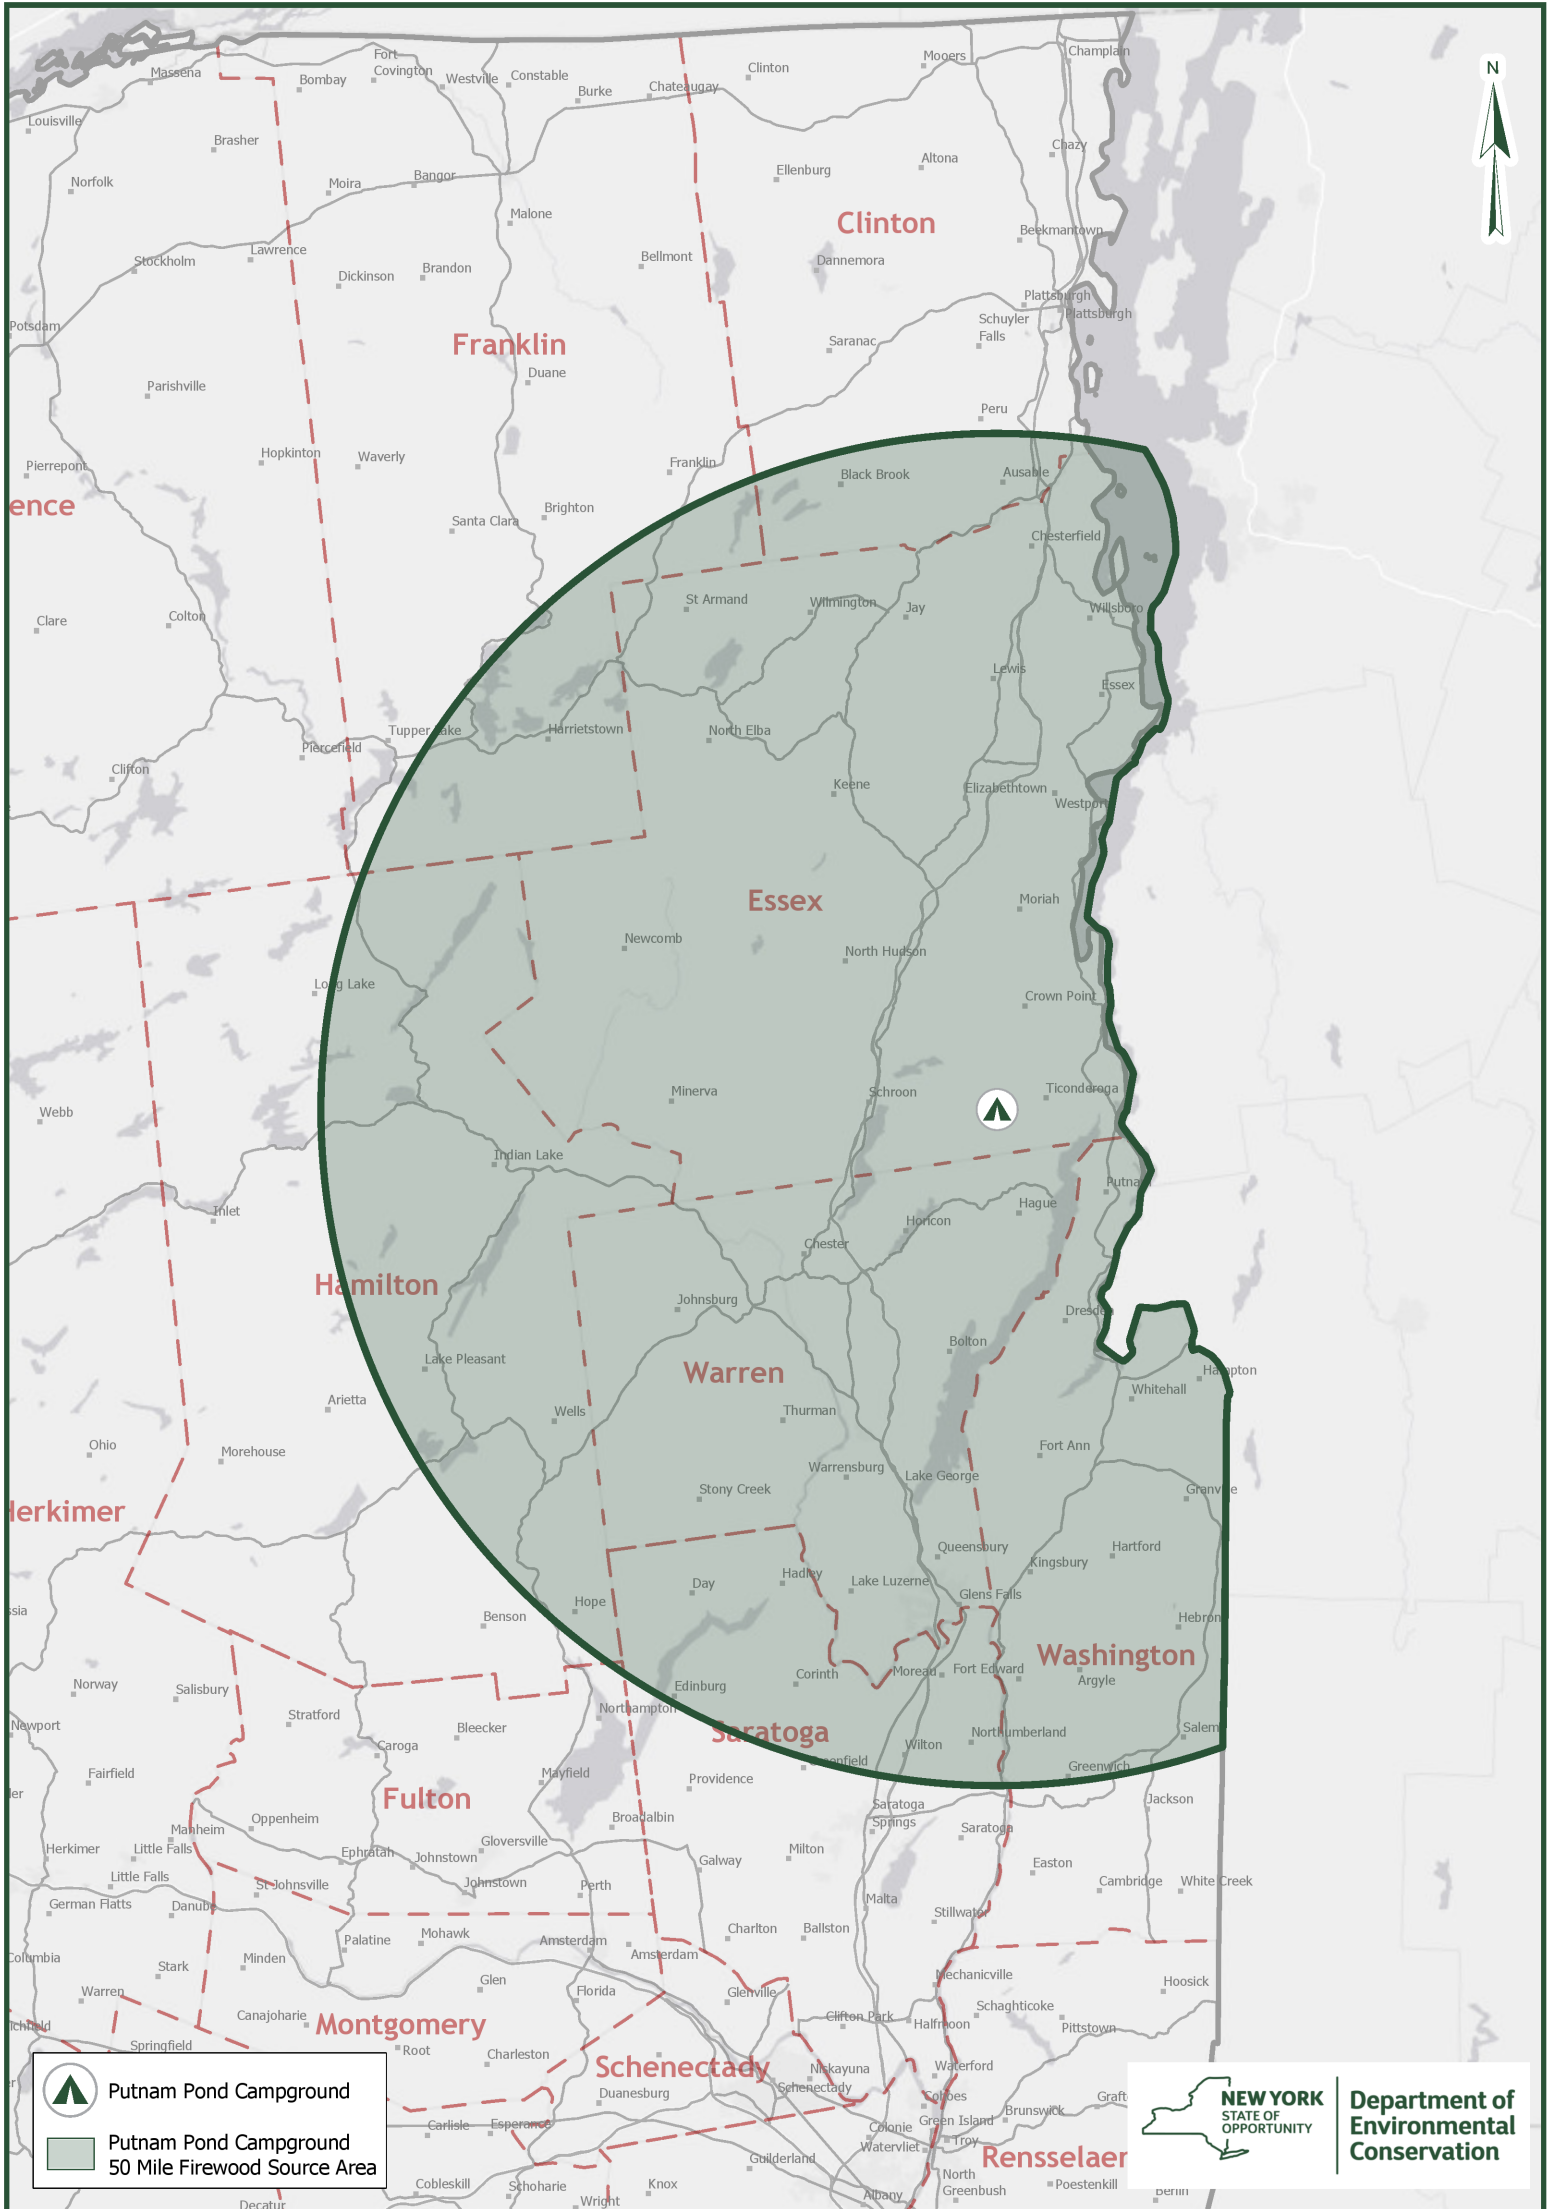 N
Massena
Bombay
Fort
Covington
Westville
Constable
Burke
Chateaugay
Clinton
Mooers
Champlain
Louisville
Brasher
Norfolk
Moira
Bangor
Malone
Ellenburg
Altona
Chazy
Clinton
Beekmantown
Stockholm
Lawrence
Dickinson
Brandon
Bellmont
Dannemora
Plattsburgh
Plattsburgh
Schuyler
Falls
Potsdam
Franklin
Saranac
Duane
Parishville
Peru
Hopkinton
Waverly
Pierrepont
Franklin
Black Brook
Ausable
ence
Santa Clara
Brighton
Chesterfield
St Armand
Wilmington
Jay
Willsboro
Clare
Colton
Lewis
Essex
Tupper Lake
Harrietstown
North Elba
Piercefield
Clifton
Keene
Elizabethtown
Westport
Essex
Moriah
Newcomb
North Hudson
Long Lake
Crown Point
Webb
Minerva
Schroon
Ticonderoga
Indian Lake
Putnam
Inlet
Hague
Horicon
Chester
Hamilton
Johnsburg
Dresden
Bolton
Lake Pleasant
Warren
Hampton
Whitehall
Arietta
Wells
Thurman
Ohio
Morehouse
Fort Ann
Warrensburg
Lake George
Stony Creek
Granville
Herkimer
Queensbury
Hartford
Kingsbury
Day
Hadley
Lake Luzerne
Glens Falls
Hope
ssia
Benson
Hebron
Washington
Corinth
Moreau
Fort Edward
Argyle
Norway
Salisbury
Edinburg
Northampton
Stratford
Newport
Bleecker
Saratoga
Northumberland
Salem
Caroga
Wilton
Greenfield
Greenwich
Fairfield
Mayfield
Providence
ler
Fulton
Jackson
Saratoga
Springs
Oppenheim
Broadalbin
Manheim
Saratoga
Herkimer
Little Falls
Ephratah
Gloversville
Johnstown
Milton
Galway
Easton
Little Falls
St Johnsville
Johnstown
Perth
Cambridge
White Creek
German Flatts
Danube
Malta
Stillwater
Mohawk
Palatine
Amsterdam
Amsterdam
Charlton
Ballston
Columbia
Minden
Stark
Glen
Florida
Glenville
Mechanicville
Hoosick
Warren
Canajoharie
Montgomery
Clifton Park
Halfmoon
Schaghticoke
Pittstown
ichfield
Springfield
Root
Charleston
Schenectady
Niskayuna
Schenectady
Waterford
er
Duanesburg
Cohoes
Grafto
Carlisle
Esperance
Colonie
Green Island
Brunswick
Watervliet
Troy
Guilderland
Rensselaer
Cobleskill
Schoharie
Knox
North
Greenbush
Poestenkill
Berlin
Decatur
Wright
Albany
Putnam Pond Campground
Putnam Pond Campground
50 Mile Firewood Source Area
NEW YORK
STATE OF
OPPORTUNITY
Department of
Environmental
Conservation